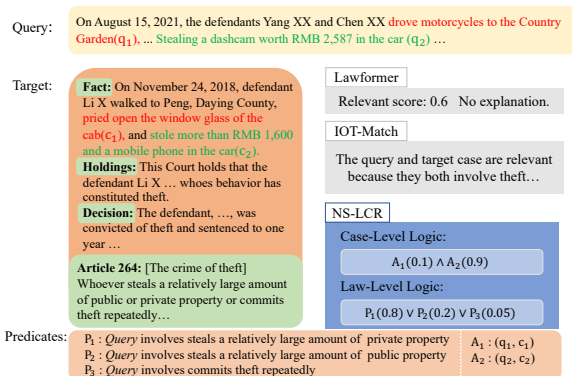 Query:
On August 15, 2021, the defendants Yang XX and Chen XX drove motorcycles to the Country
Garden(q₁), ... Stealing a dashcam worth RMB 2,587 in the car (q₂) ...
Target:
Fact: On November 24, 2018, defendant
Li X walked to Peng, Daying County,
pried open the window glass of the
cab(c₁), and stole more than RMB 1,600
and a mobile phone in the car(c₂).
Holdings: This Court holds that the
defendant Li X ... whoes behavior has
constituted theft.
Decision: The defendant, ..., was
convicted of theft and sentenced to one
year ...
Article 264: [The crime of theft]
Whoever steals a relatively large amount
of public or private property or commits
theft repeatedly...
Lawformer
Relevant score: 0.6 No explanation.
IOT-Match
The query and target case are relevant
because they both involve theft...
NS-LCR
Case-Level Logic:
A₁(0.1) ∧ A₂(0.9)
Law-Level Logic:
P₁(0.8) ∨ P₂(0.2) ∨ P₃(0.05)
Predicates:
P₁ : Query involves steals a relatively large amount of private property
P₂ : Query involves steals a relatively large amount of public property
P₃ : Query involves commits theft repeatedly
A₁ : (q₁, c₁)
A₂ : (q₂, c₂)